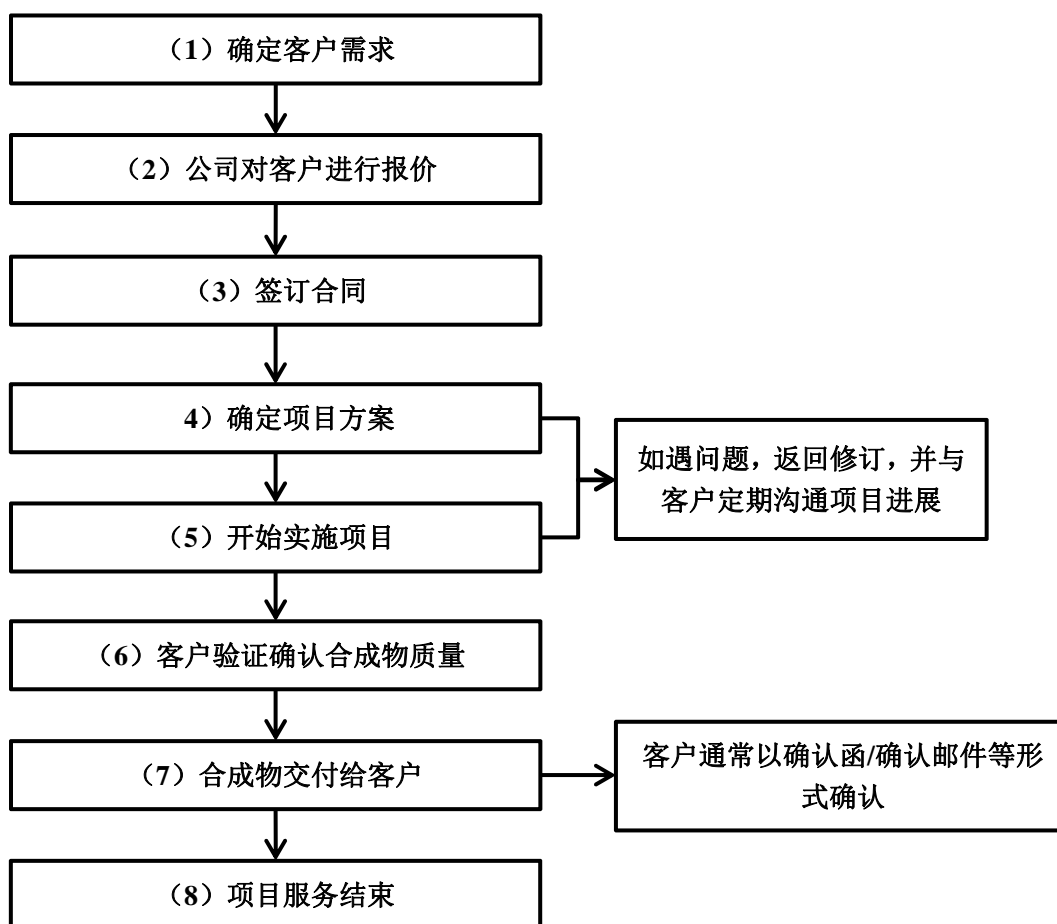 （1）确定客户需求
（2）公司对客户进行报价
（3）签订合同
4）确定项目方案
如遇问题，返回修订，并与
客户定期沟通项目进展
（5）开始实施项目
（6）客户验证确认合成物质量
（7）合成物交付给客户
客户通常以确认函/确认邮件等形
式确认
（8）项目服务结束